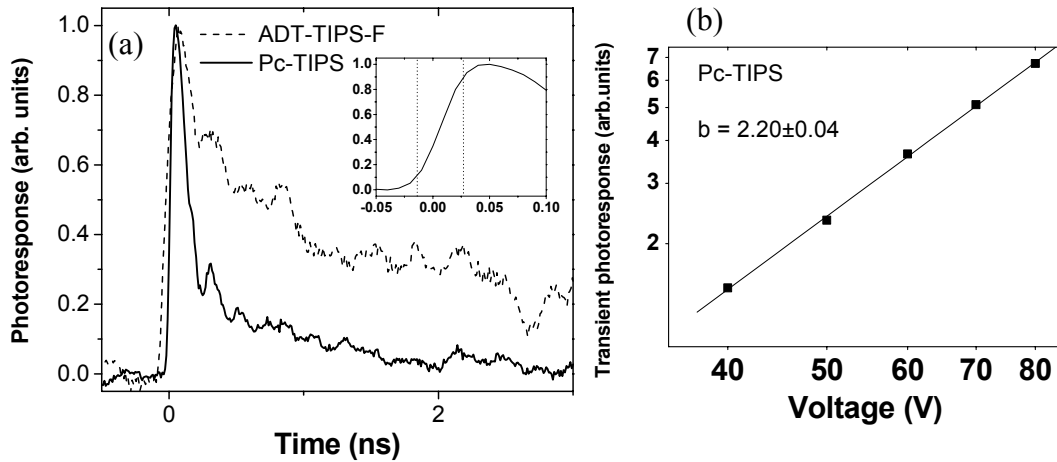 (a)
ADT-TIPS-F
Pc-TIPS
Photoresponse (arb. units)
1.0
0.8
0.6
0.4
0.2
0.0
0
2
Time (ns)
1.0
0.8
0.6
0.4
0.2
0.0
-0.05
0.00
0.05
0.10
(b)
Pc-TIPS
b = 2.20±0.04
Transient photoresponse (arb.units)
7
6
5
4
3
2
40
50
60
70
80
Voltage (V)